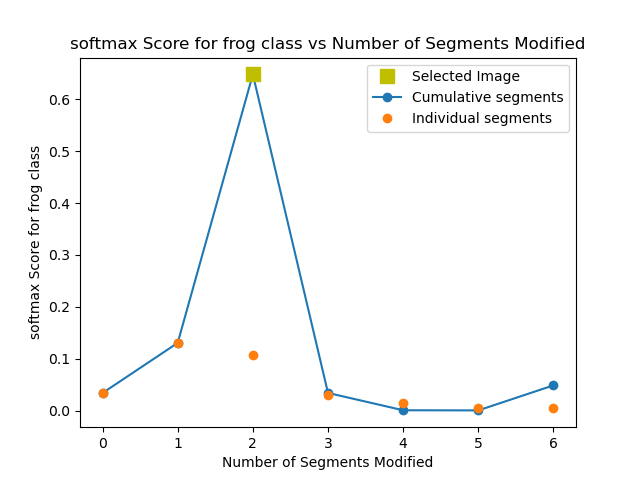 softmax Score for frog class vs Number of Segments Modified
Selected Image
Cumulative segments
Individual segments
softmax Score for frog class
0.6
0.5
0.4
0.3
0.2
0.1
0.0
0 1 2 3 4 5 6
Number of Segments Modified